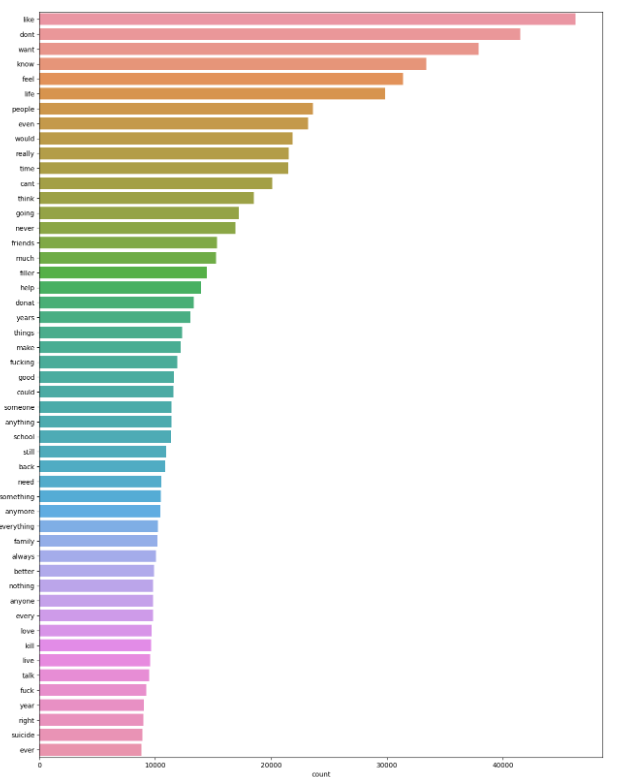 like
dont
want
know
feel
life
people
even
would
really
time
cant
think
going
never
friends
much
filler
help
donat
years
things
make
fucking
good
could
someone
anything
school
still
back
need
something
anymore
everything
family
always
better
nothing
anyone
every
love
kill
live
talk
fuck
year
right
suicide
ever
0 10000 20000 30000 40000
count